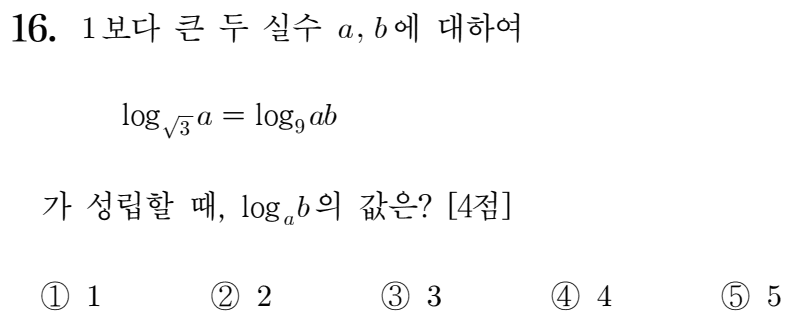 16. 1보다 큰 두 실수 a, b에 대하여
log_{√3} a = log_9 ab
가 성립할 때, log_a b의 값은? [4점]
① 1 ② 2 ③ 3 ④ 4 ⑤ 5